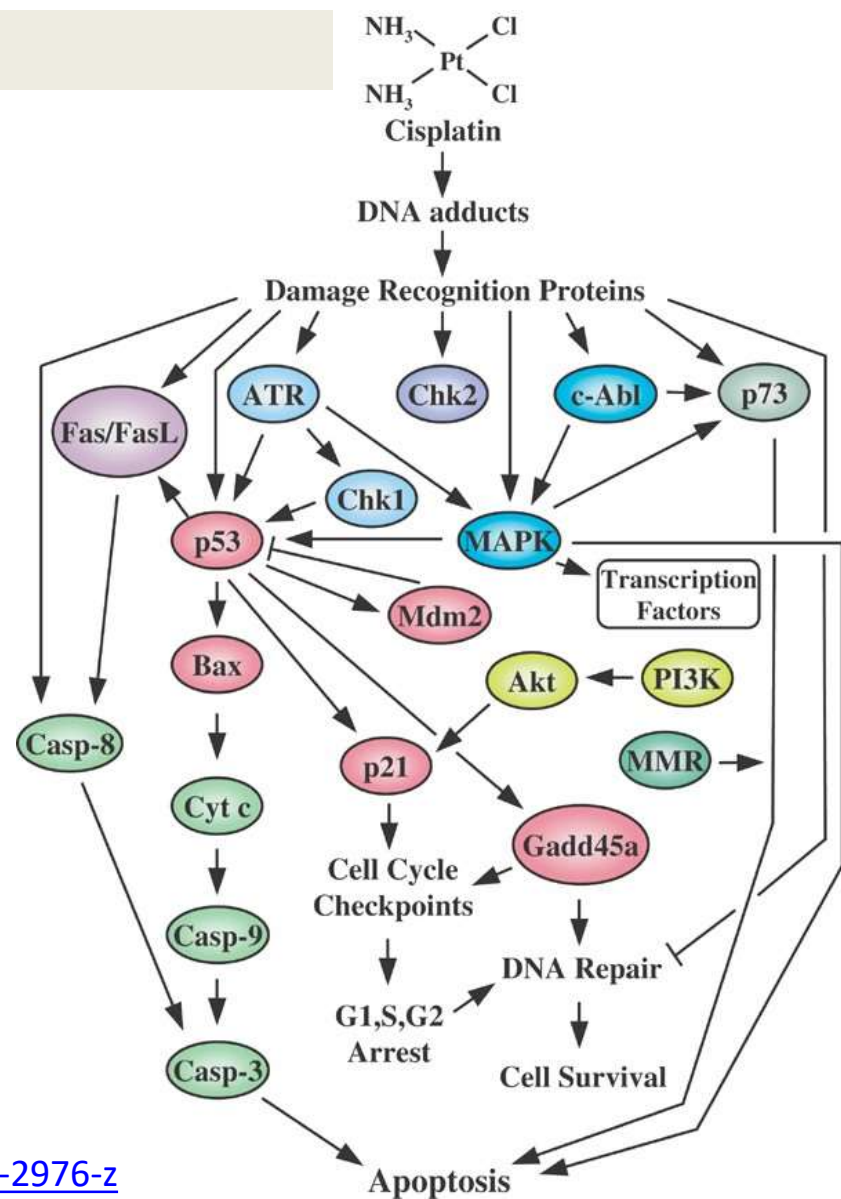 NH3 Cl
Pt
NH3 Cl
Cisplatin
DNA adducts
Damage Recognition Proteins
ATR
Chk2
c-Abl
p73
Fas/FasL
Chk1
p53
MAPK
Transcription
Factors
Mdm2
Bax
Akt
PI3K
Casp-8
p21
MMR
Cyt c
Gadd45a
Cell Cycle
Checkpoints
Casp-9
DNA Repair
G1,S,G2
Arrest
Casp-3
Cell Survival
Apoptosis
-2976-z